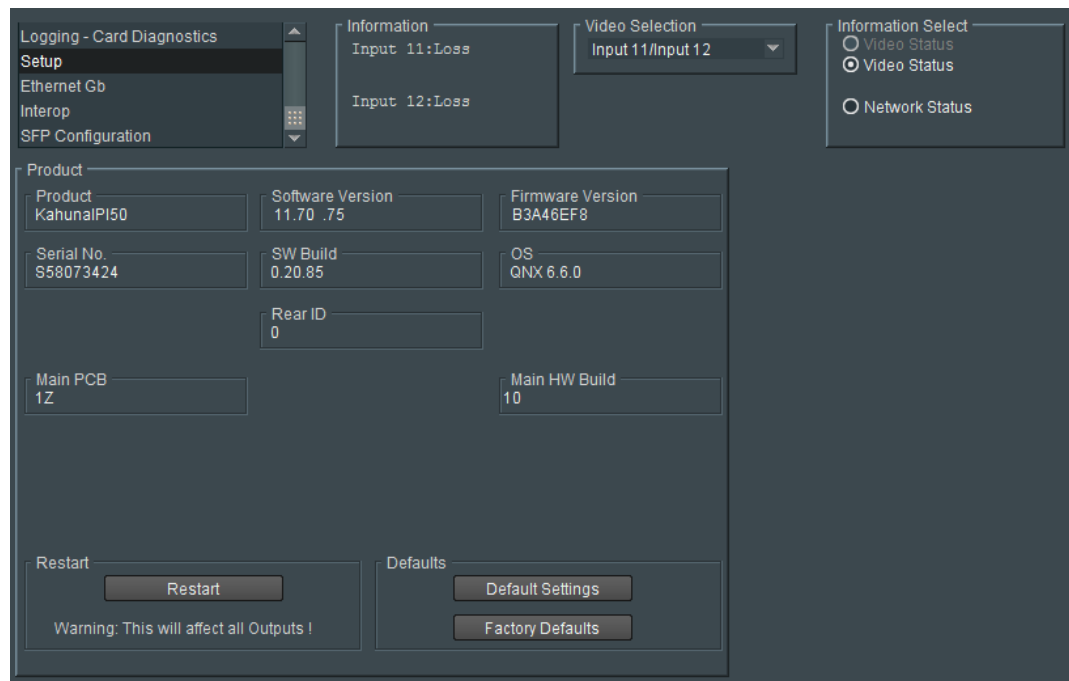 Logging - Card Diagnostics
Setup
Ethernet Gb
Interop
SFP Configuration
Information
Input 11:Loss
Input 12:Loss
Video Selection
Input 11/Input 12
Information Select
Video Status
Video Status
Network Status
Product
Product
KahunaIPI50
Software Version
11.70 .75
Firmware Version
B3A46EF8
Serial No.
S58073424
SW Build
0.20.85
OS
QNX 6.6.0
Rear ID
0
Main PCB
1Z
Main HW Build
10
Restart
Restart
Warning: This will affect all Outputs !
Defaults
Default Settings
Factory Defaults